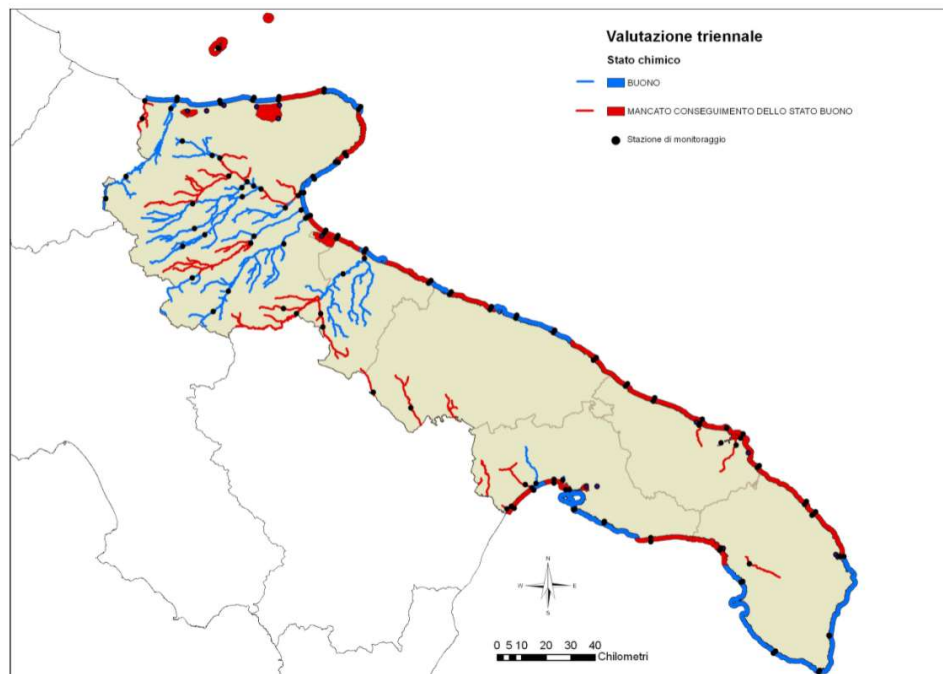 Valutazione triennale
Stato chimico
BUONO
MANCATO CONSEGUIMENTO DELLO STATO BUONO
Stazione di monitoraggio
N
W E
S
0 5 10 20 30 40
Chilometri